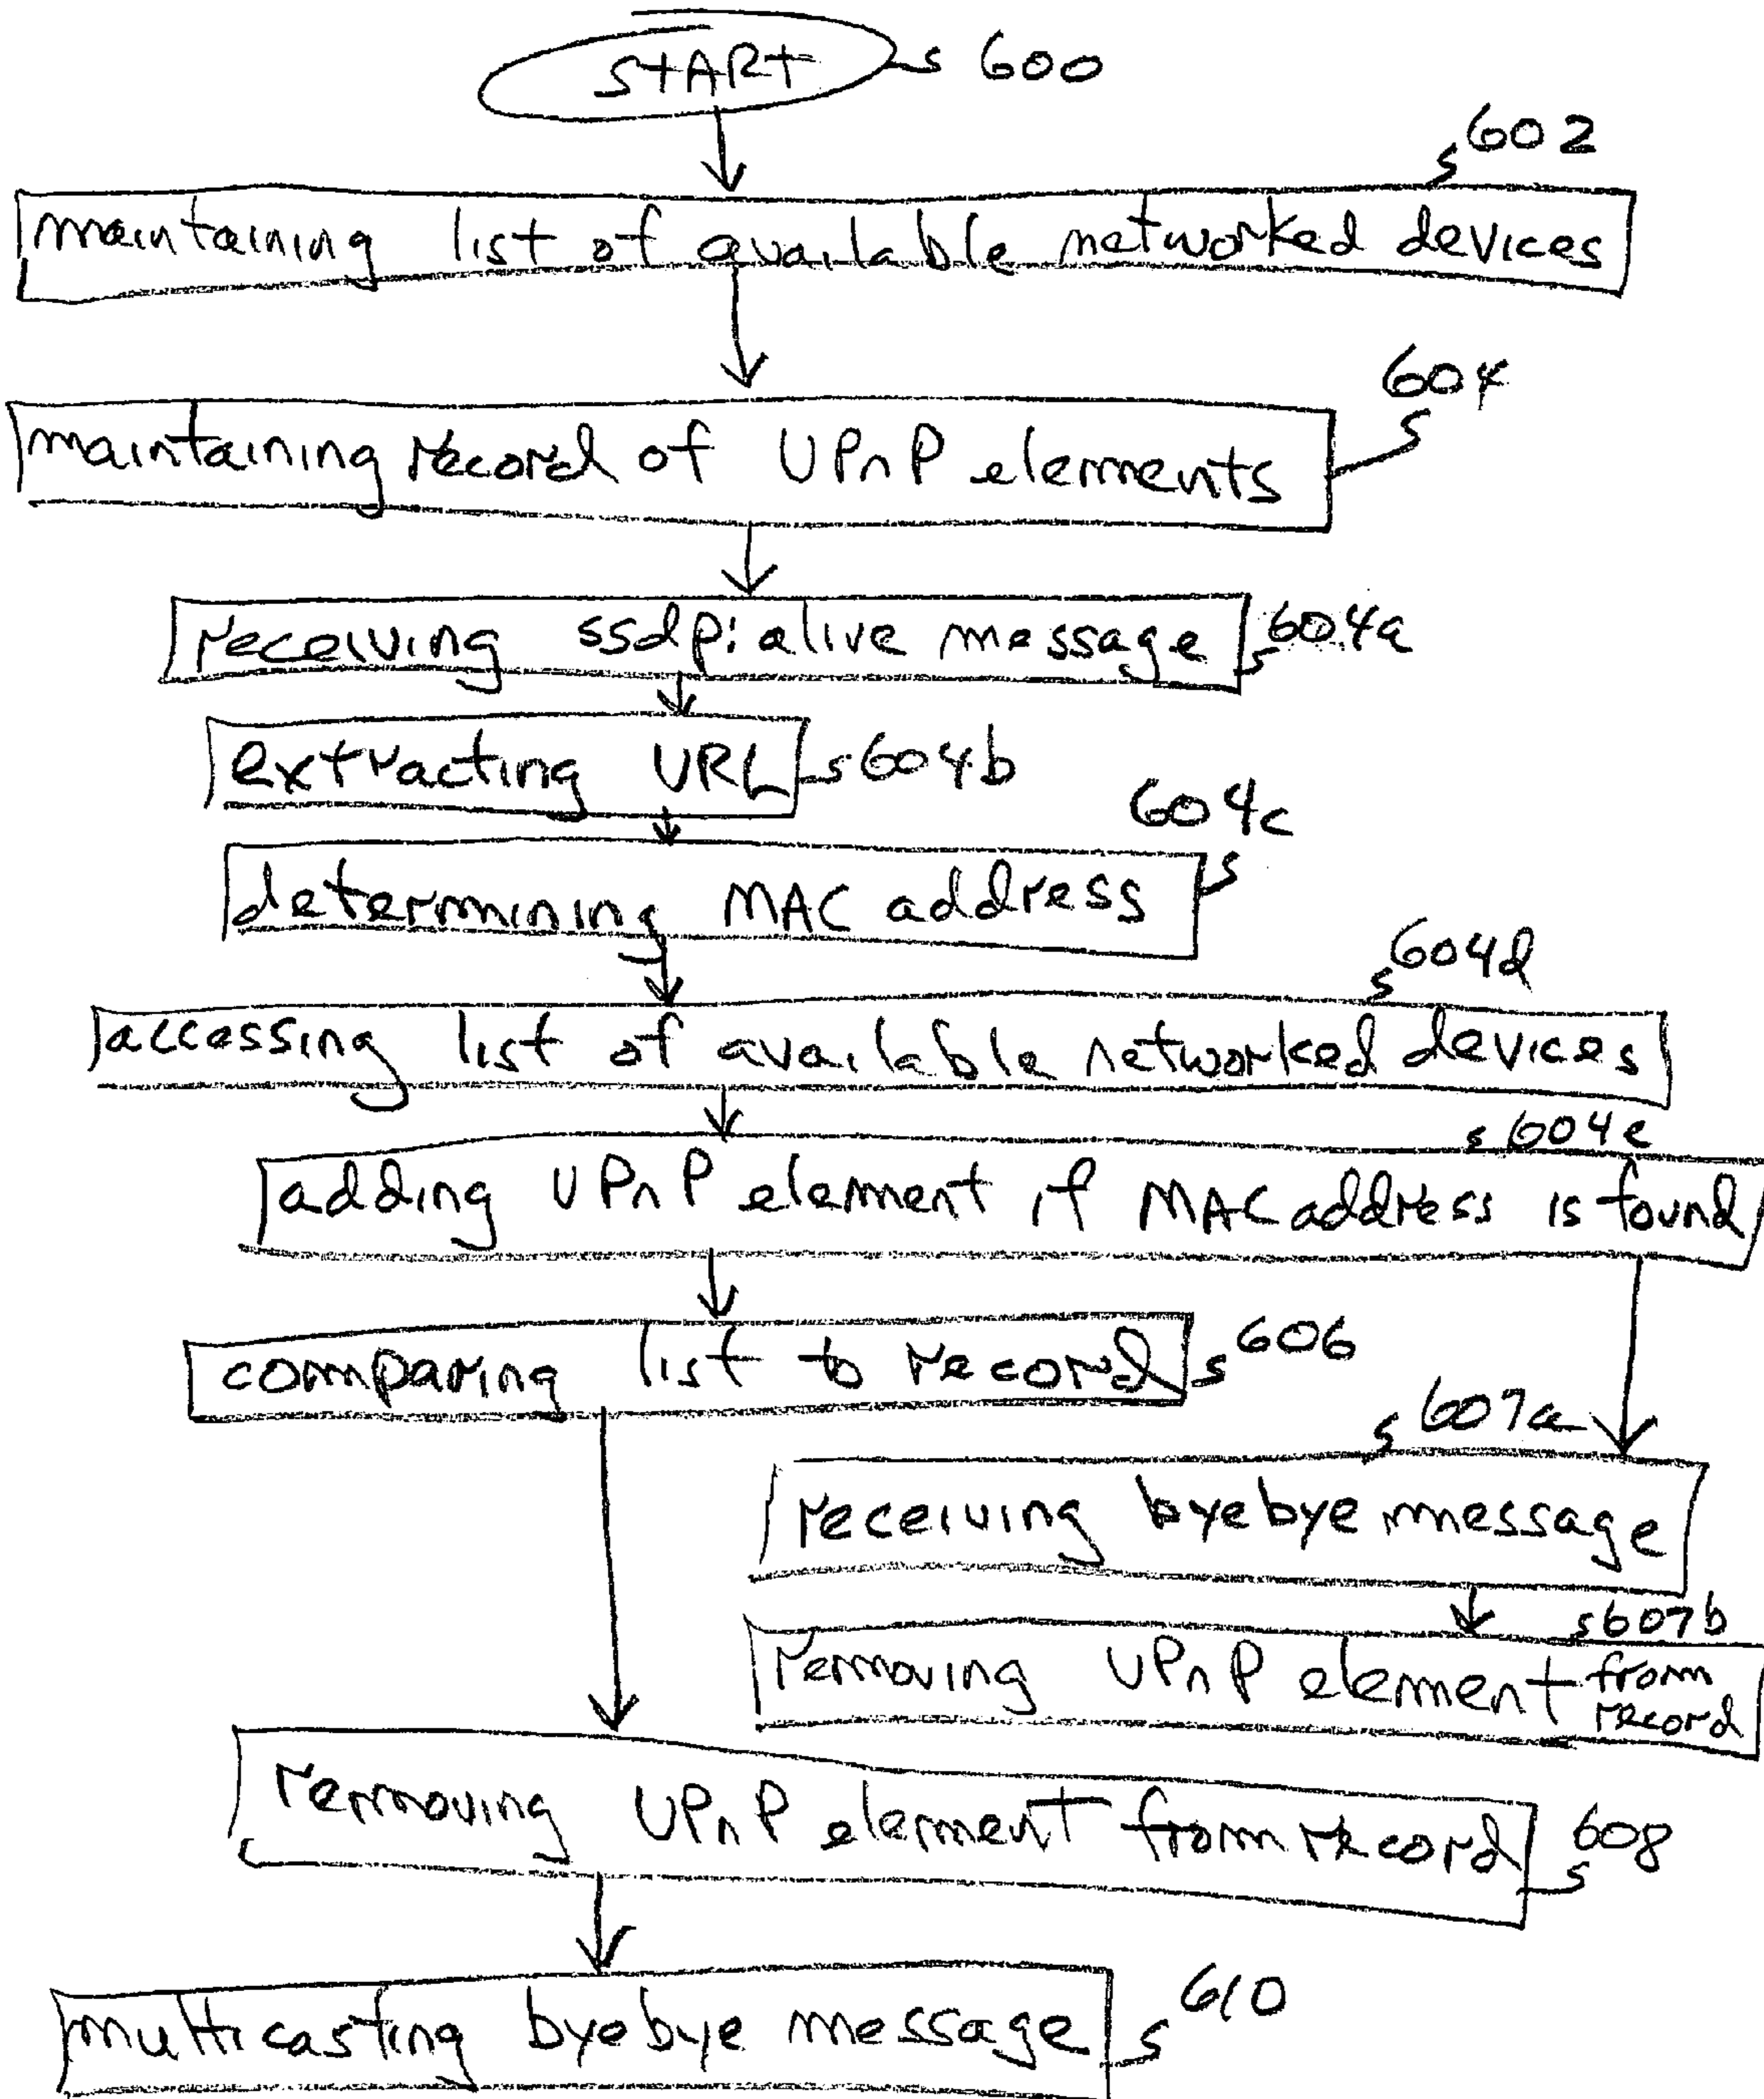 START 600
602
maintaining list of available networked devices
604
maintaining record of UPnP elements
receiving ssdp:alive message 604a
extracting URL 604b
604c
determining MAC address
604d
accessing list of available networked devices
604e
adding UPnP element if MAC address is found
comparing list to record 606
607a
receiving byebye message
607b
removing UPnP element from
record
removing UPnP element from record 608
multicasting byebye message 610